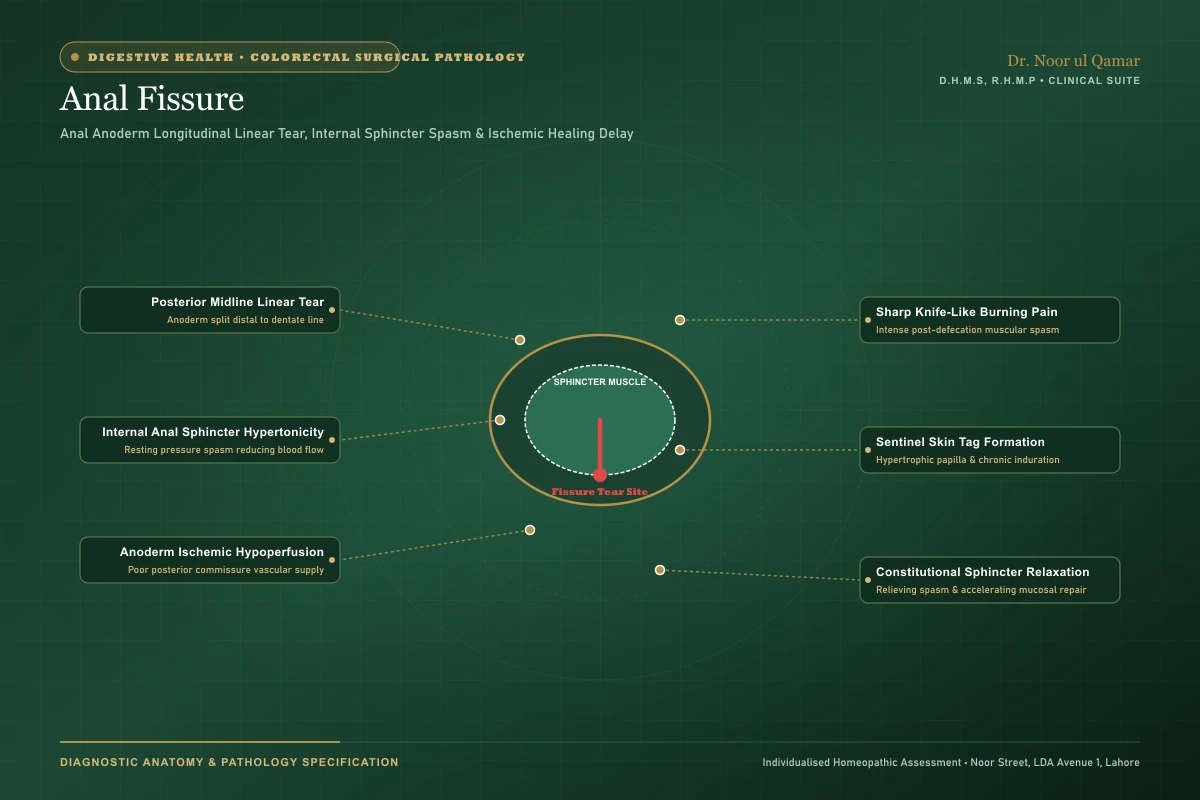 DIGESTIVE HEALTH • COLORECTAL SURGICAL PATHOLOGY
Anal Fissure
Anal Anoderm Longitudinal Linear Tear, Internal Sphincter Spasm & Ischemic Healing Delay
Dr. Noor ul Qamar
D.H.M.S, R.H.M.P • CLINICAL SUITE
Posterior Midline Linear Tear
Anoderm split distal to dentate line
Internal Anal Sphincter Hypertonicity
Resting pressure spasm reducing blood flow
Anoderm Ischemic Hypoperfusion
Poor posterior commissure vascular supply
SPHINCTER MUSCLE
Fissure Tear Site
Sharp Knife-Like Burning Pain
Intense post-defecation muscular spasm
Sentinel Skin Tag Formation
Hypertrophic papilla & chronic induration
Constitutional Sphincter Relaxation
Relieving spasm & accelerating mucosal repair
DIAGNOSTIC ANATOMY & PATHOLOGY SPECIFICATION
Individualised Homeopathic Assessment • Noor Street, LDA Avenue 1, Lahore